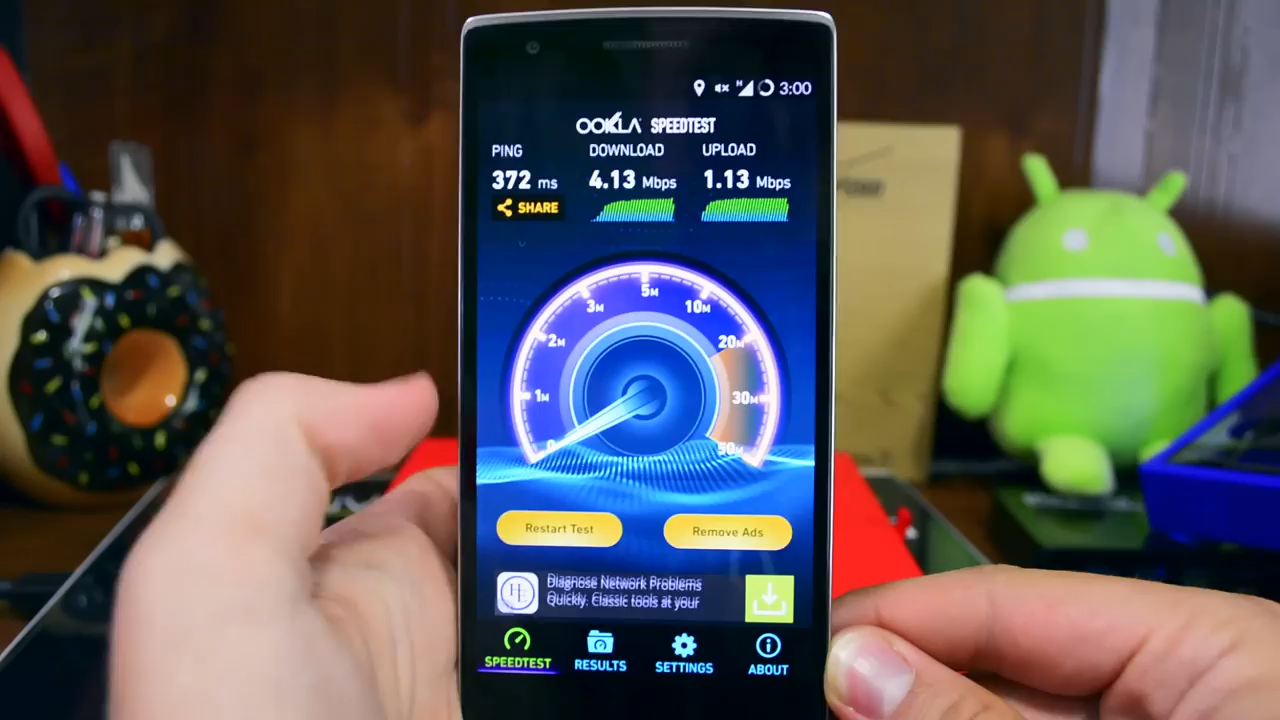 H 3:00
OOKLA SPEEDTEST
PING DOWNLOAD UPLOAD
372 ms 4.13 Mbps 1.13 Mbps
SHARE
5M
3M 10M
2M 20M
1M 30M
0 50M
Restart Test Remove Ads
Diagnose Network Problems
Quickly. Classic tools at your
SPEEDTEST RESULTS SETTINGS ABOUT